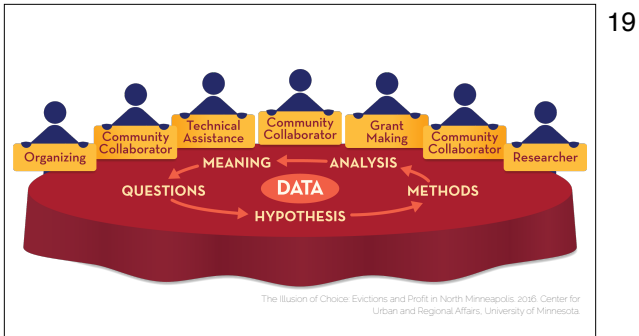 19
Organizing
Community
Collaborator
Technical
Assistance
Community
Collaborator
Grant
Making
Community
Collaborator
Researcher
MEANING
ANALYSIS
QUESTIONS
DATA
METHODS
HYPOTHESIS
The Illusion of Choice: Evictions and Profit in North Minneapolis. 2016. Center for
Urban and Regional Affairs, University of Minnesota.